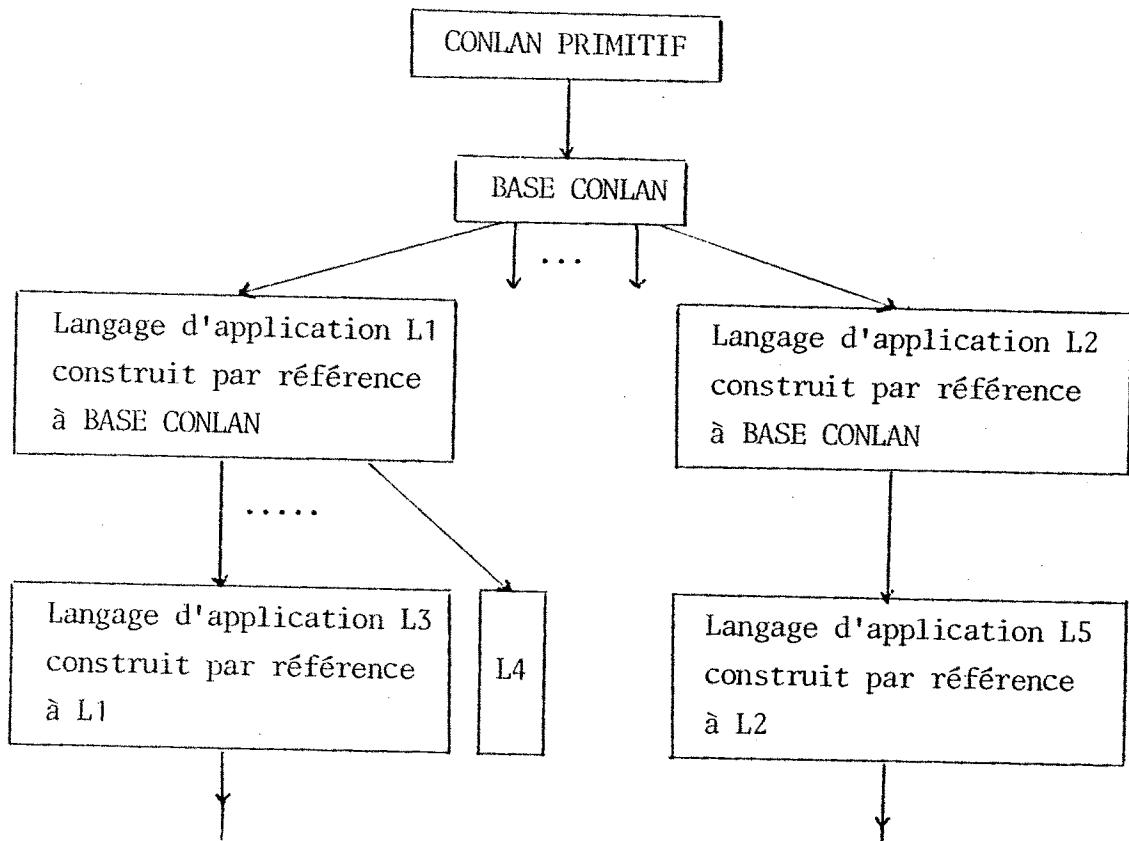 CONLAN PRIMITIF
BASE CONLAN
...
Langage d'application L1
construit par référence
à BASE CONLAN
Langage d'application L2
construit par référence
à BASE CONLAN
.....
Langage d'application L3
construit par référence
à L1
L4
Langage d'application L5
construit par référence
à L2